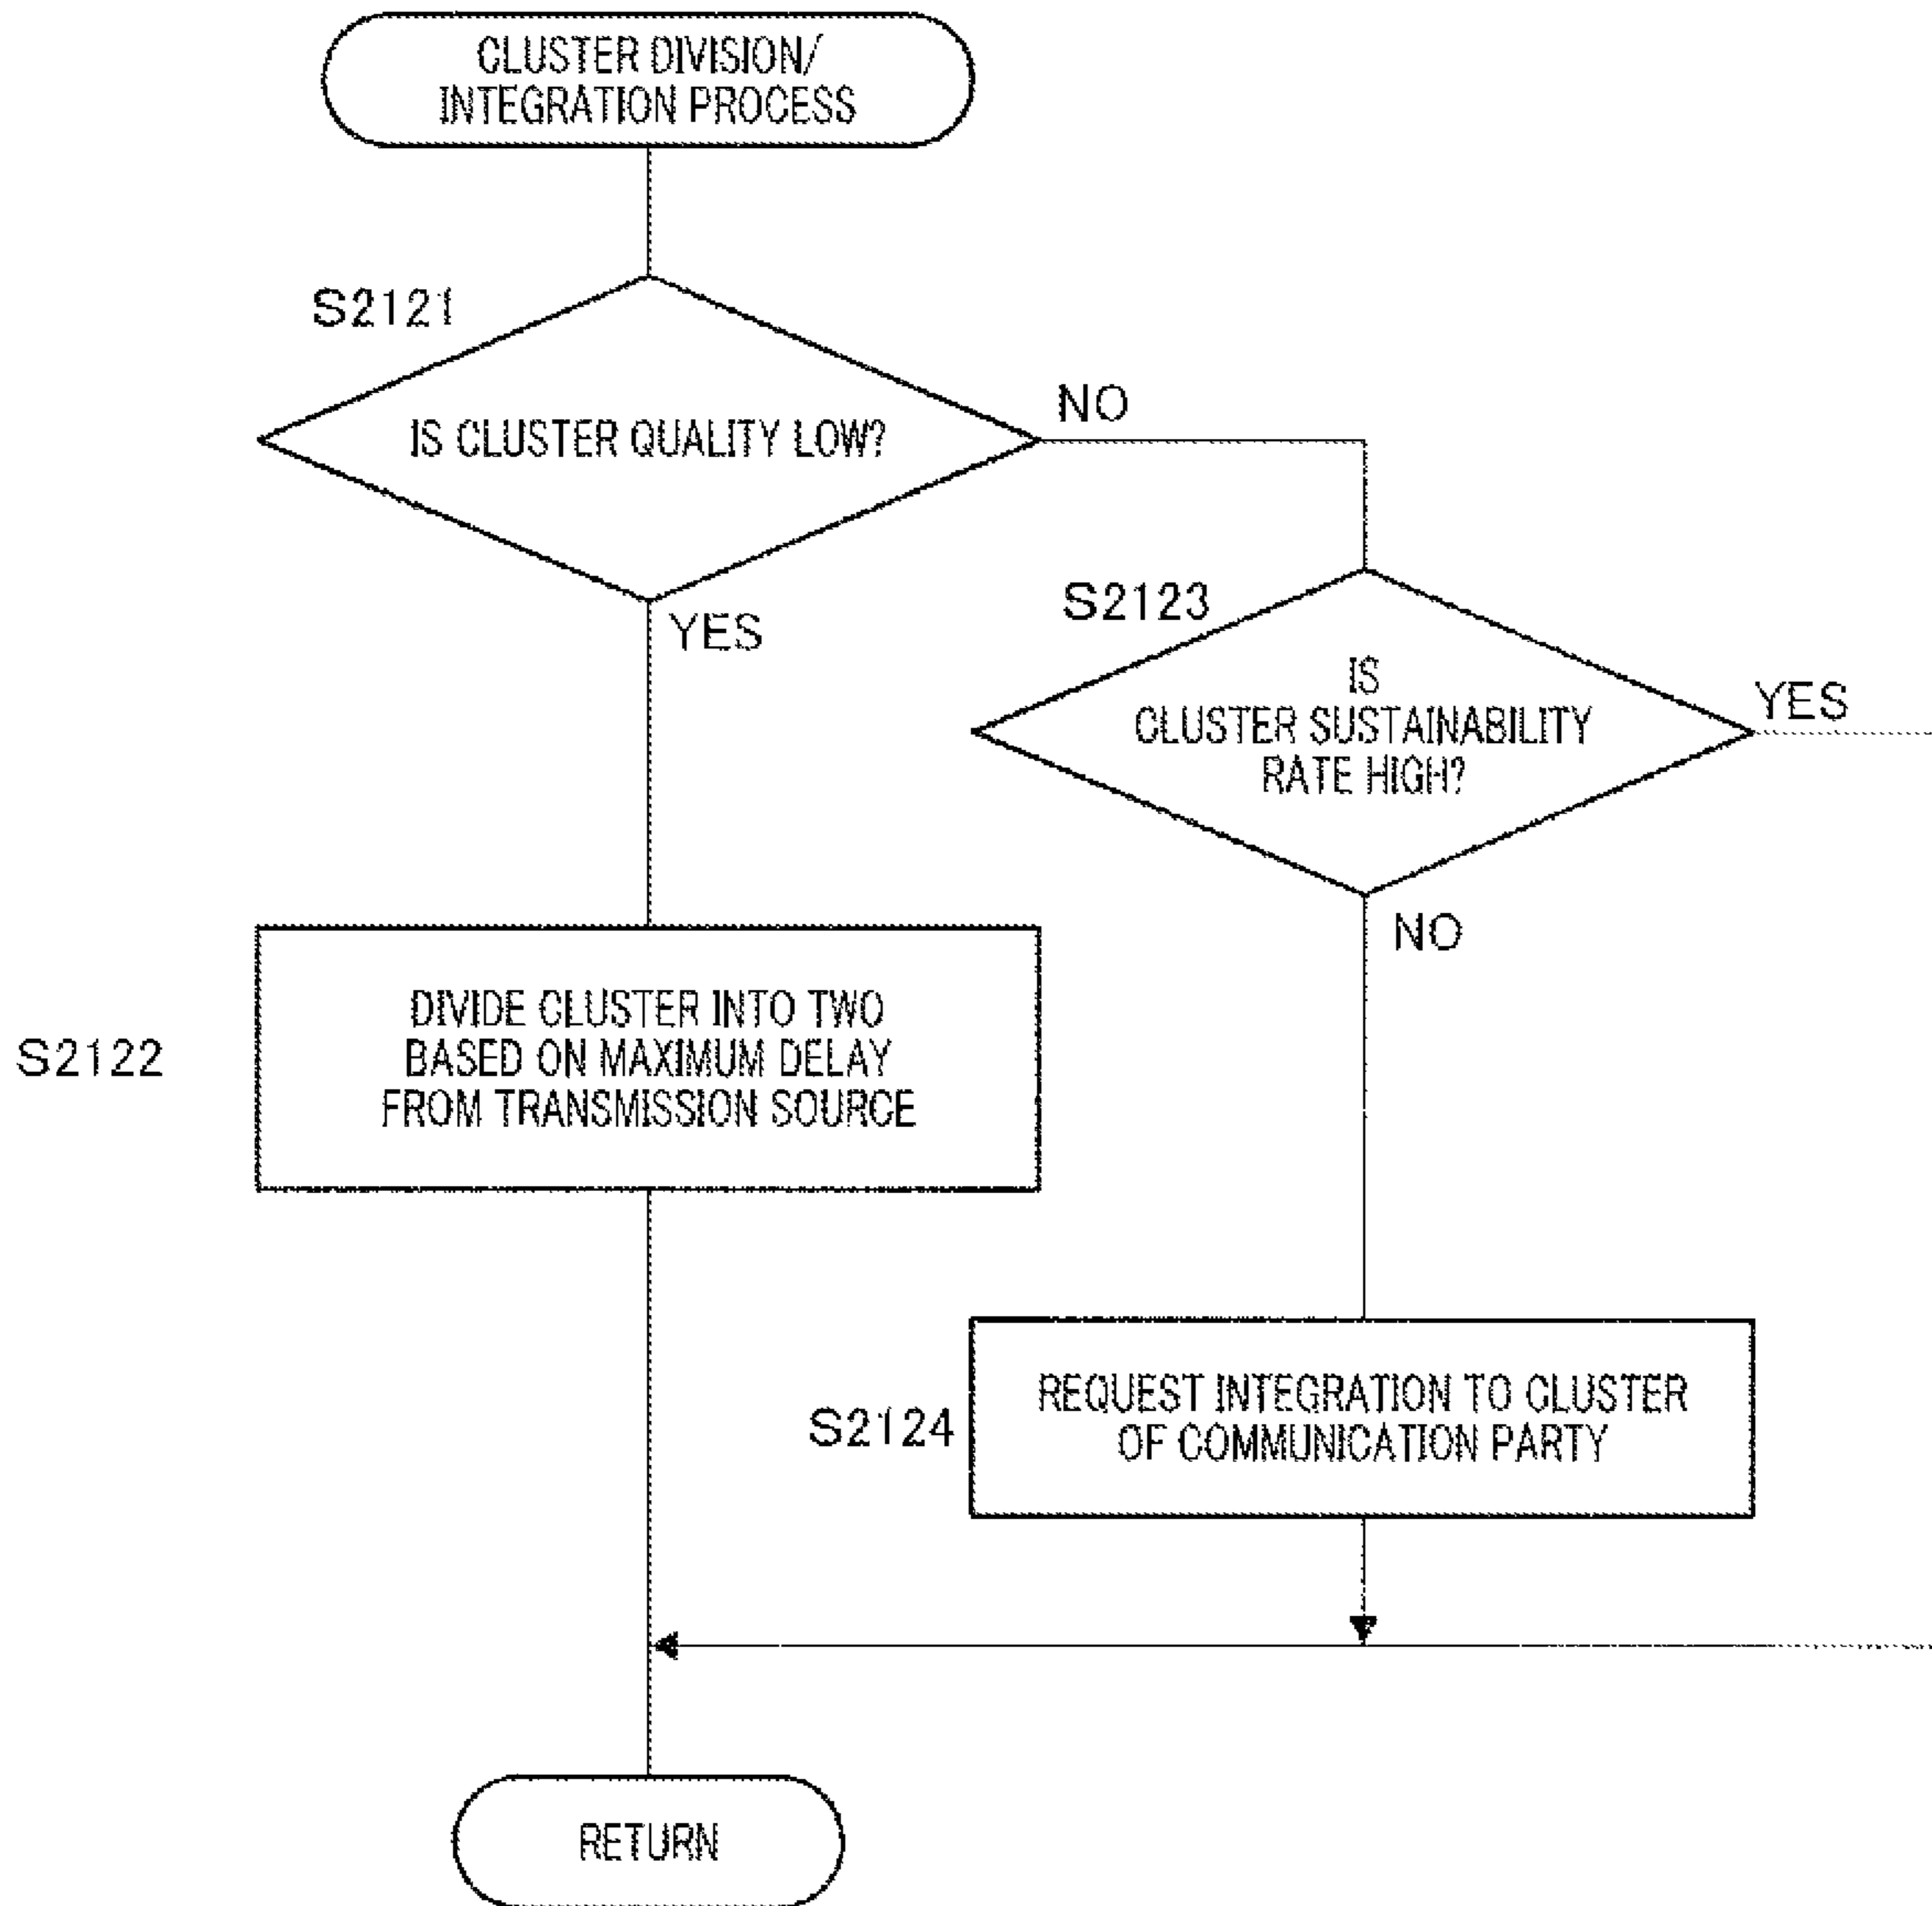 CLUSTER DIVISION/
INTEGRATION PROCESS
S2121
IS CLUSTER QUALITY LOW?
NO
YES
S2123
IS
CLUSTER SUSTAINABILITY
RATE HIGH?
YES
NO
S2122
DIVIDE CLUSTER INTO TWO
BASED ON MAXIMUM DELAY
FROM TRANSMISSION SOURCE
S2124
REQUEST INTEGRATION TO CLUSTER
OF COMMUNICATION PARTY
RETURN